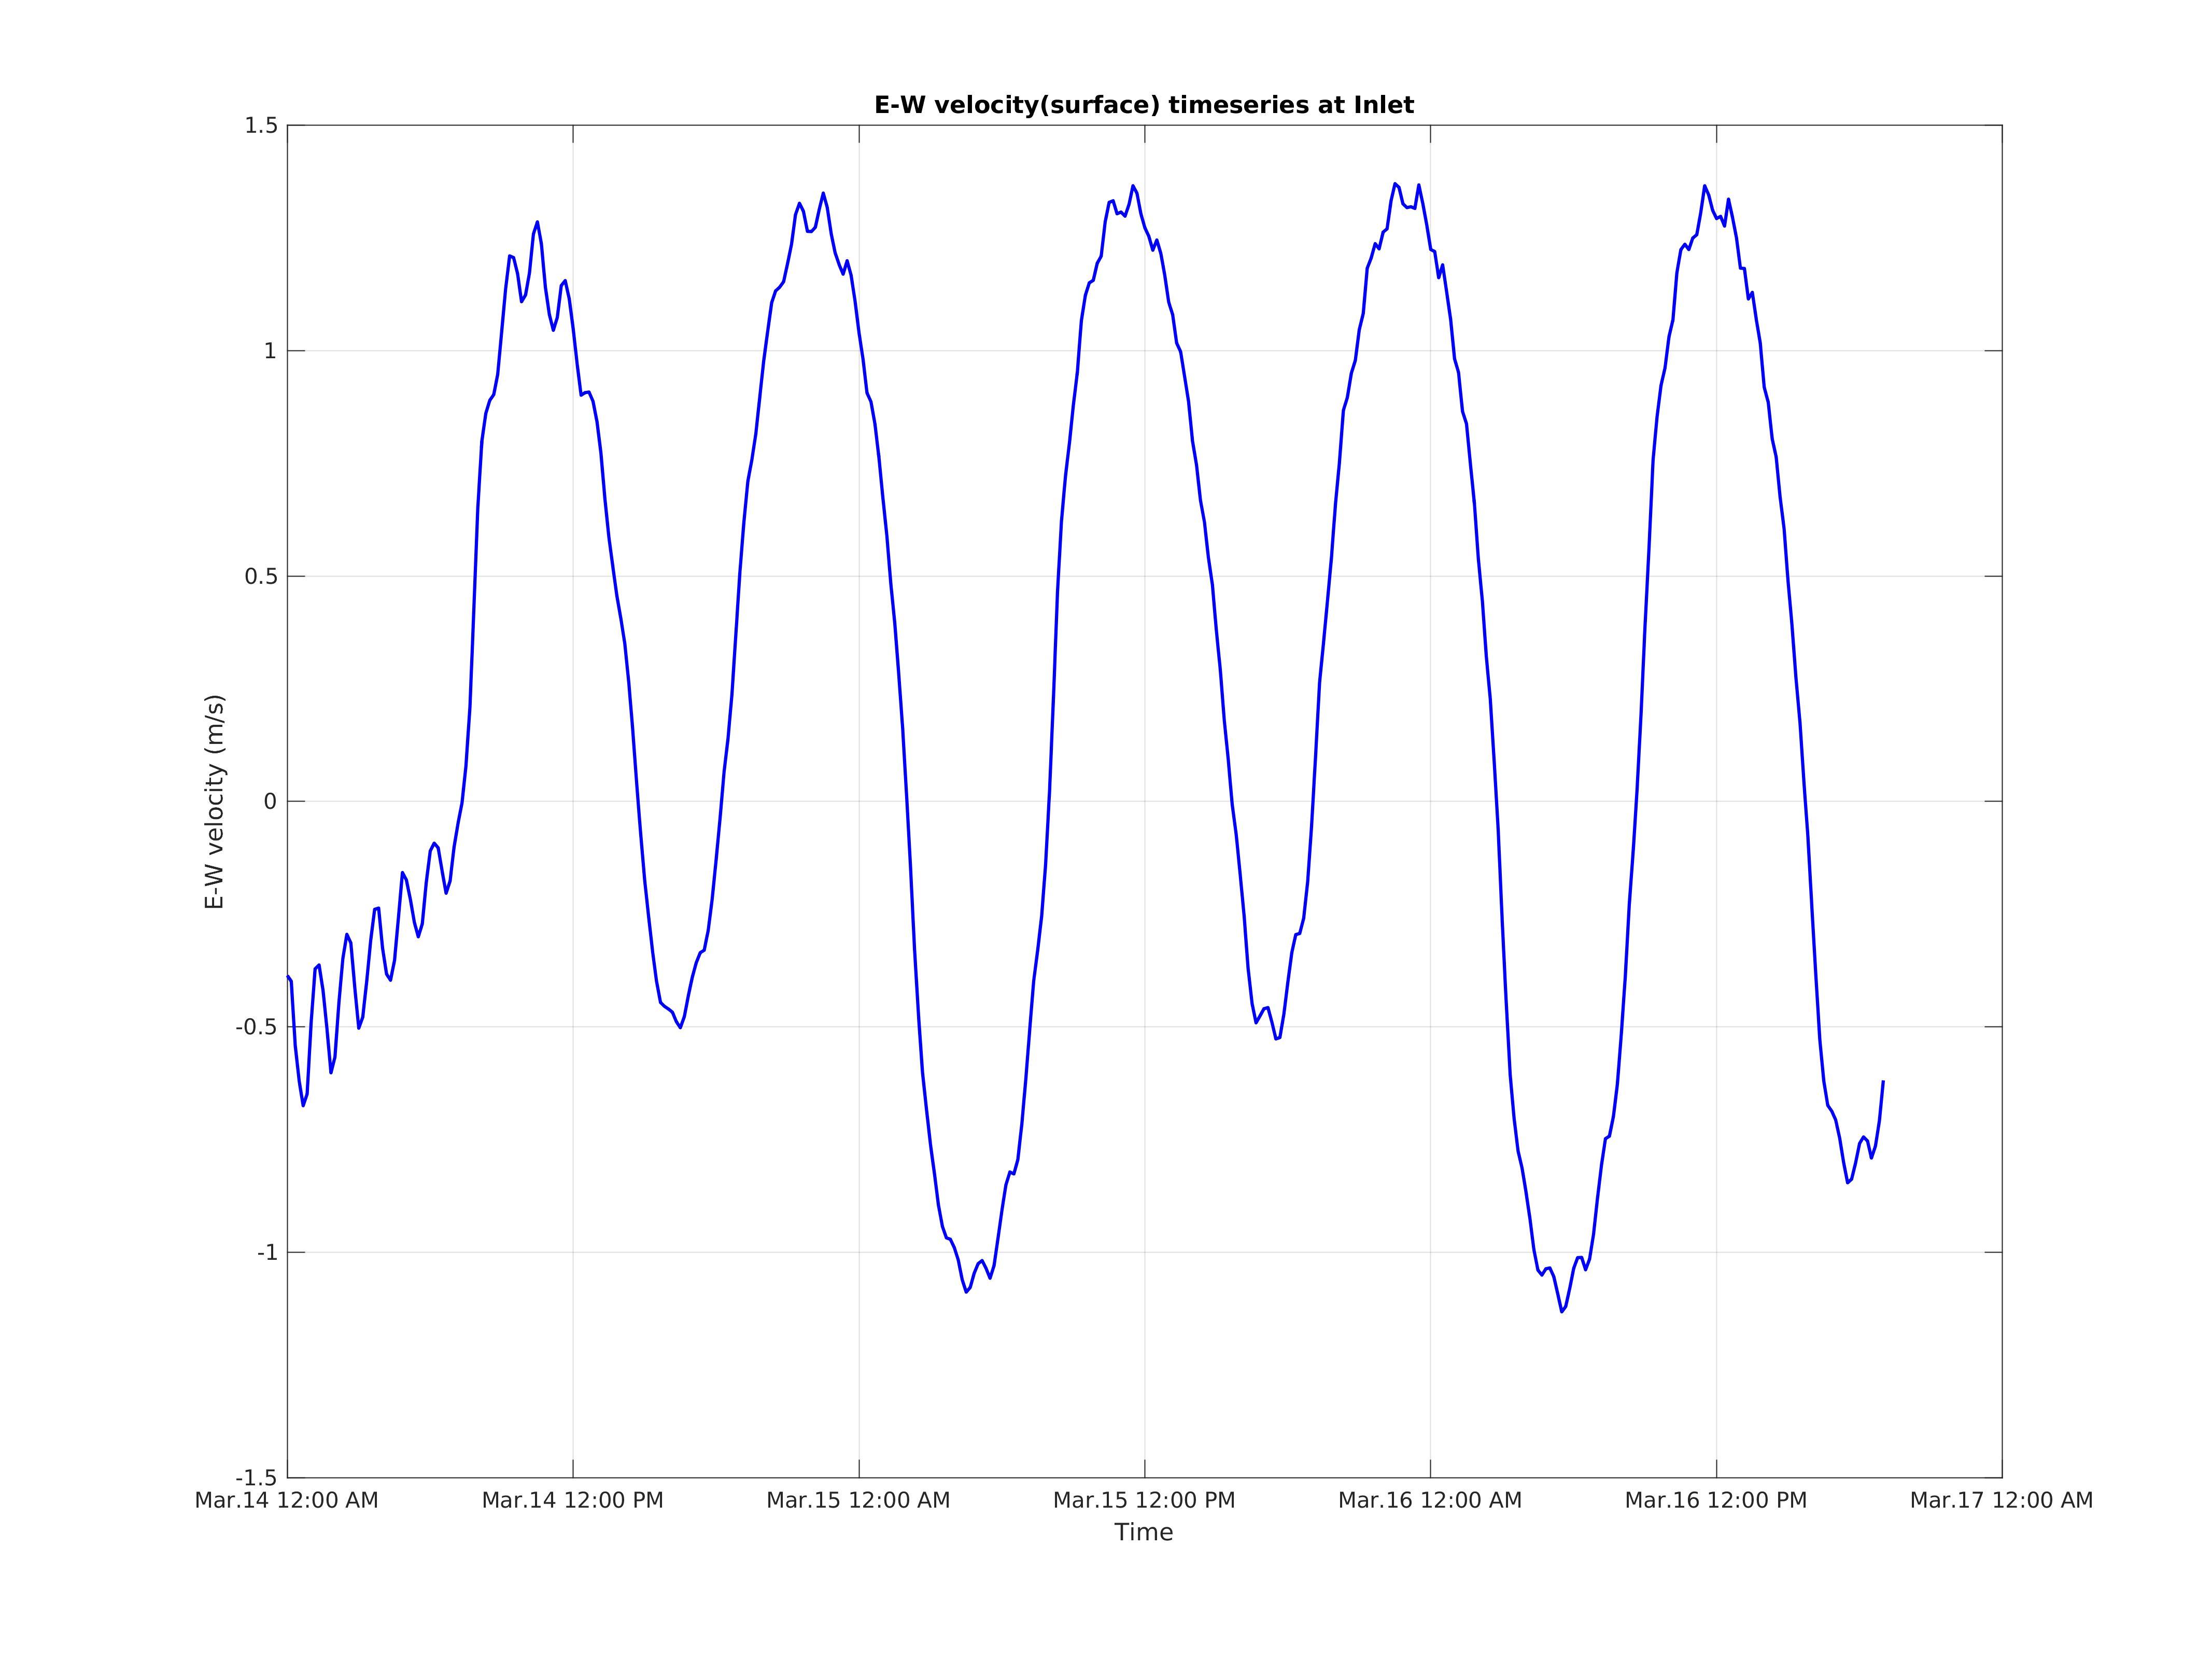 E-W velocity(surface) timeseries at Inlet
1.5
1
0.5
0
-0.5
-1
-1.5
E-W velocity (m/s)
Mar.14 12:00 AM Mar.14 12:00 PM Mar.15 12:00 AM Mar.15 12:00 PM Mar.16 12:00 AM Mar.16 12:00 PM Mar.17 12:00 AM
Time